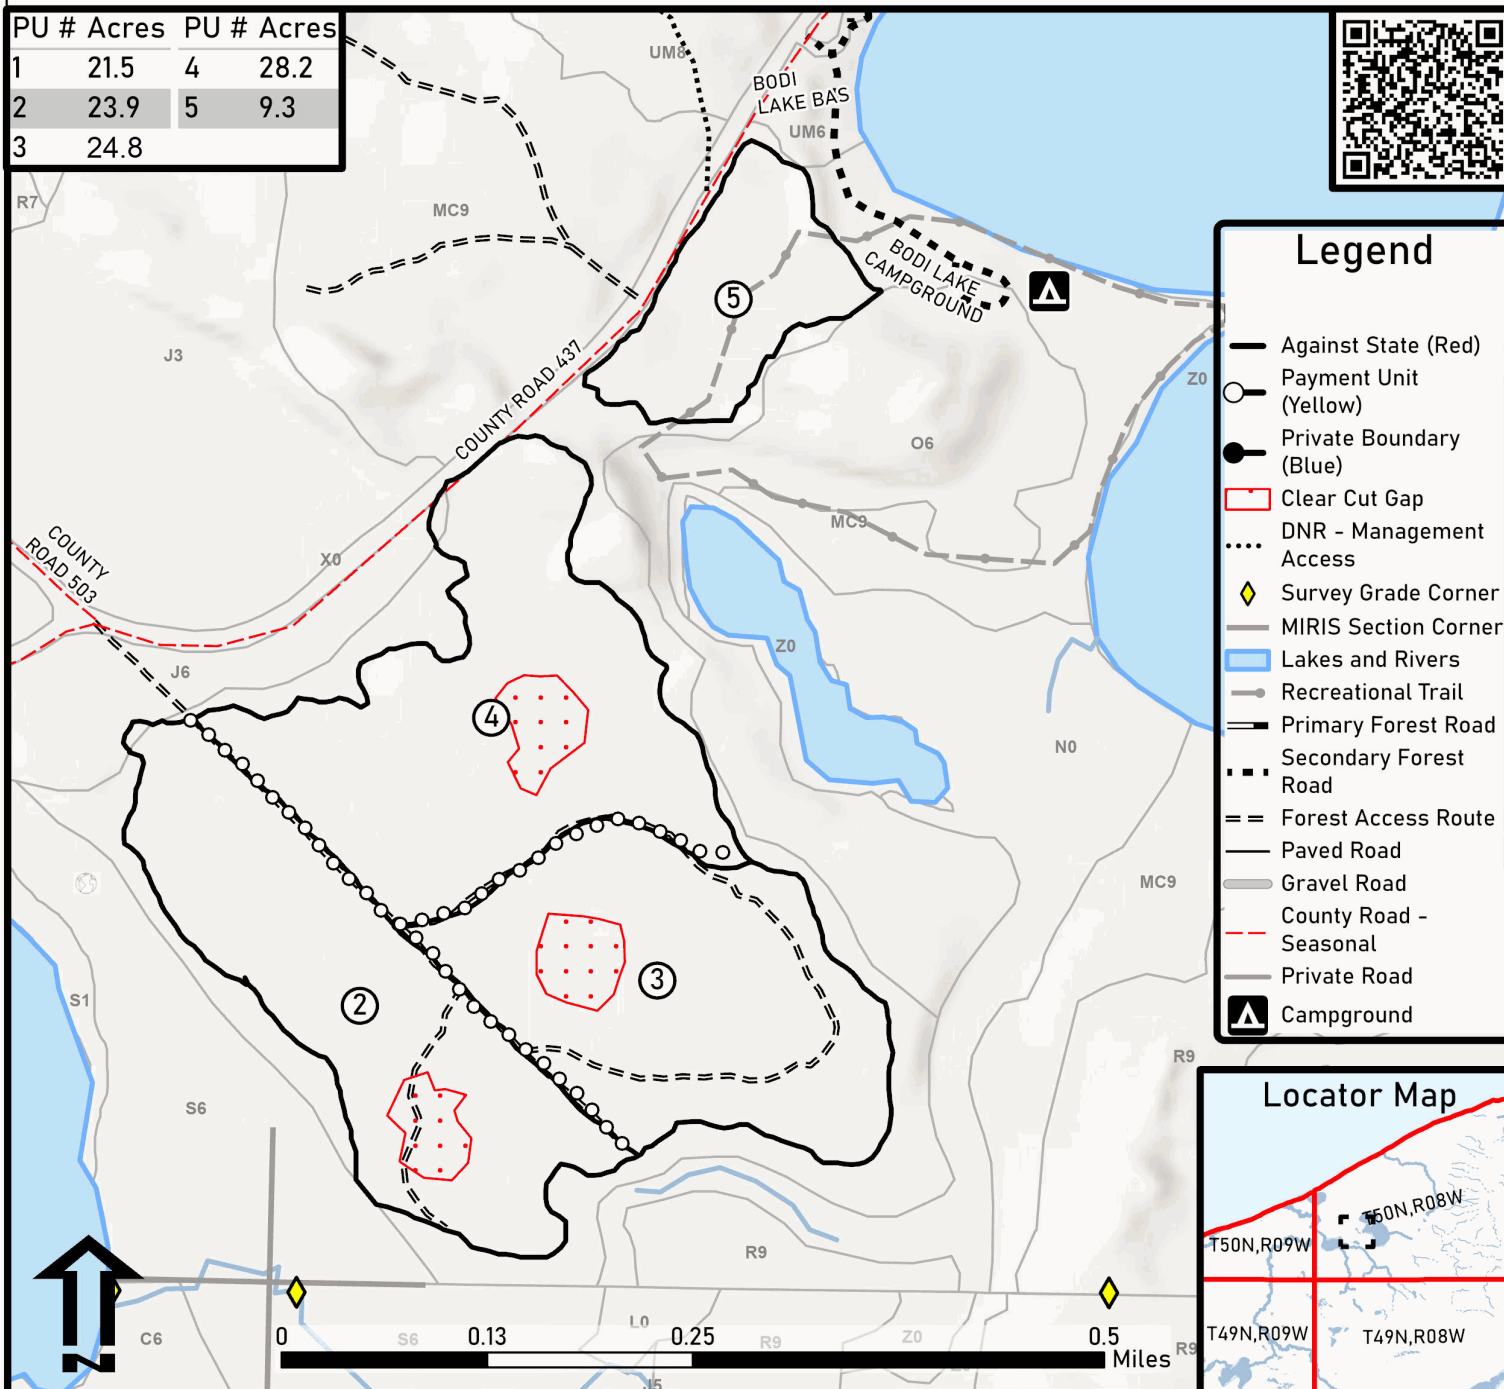 PU # Acres PU # Acres
1 21.5 4 28.2
2 23.9 5 9.3
3 24.8
UM8
BODI
LAKE BAS
UM6
R7
MC9
BODI LAKE
CAMPGROUND
5
J3
COUNTY ROAD 437
O6
Z0
MC9
COUNTY
ROAD 503
X0
Z0
J6
4
N0
MC9
3
2
S1
S6
R9
R9
N
C6
S6
L0
R9
Z0
R9
J5
0 0.13 0.25 0.5
Miles
Legend
Against State (Red)
Payment Unit
(Yellow)
Private Boundary
(Blue)
Clear Cut Gap
DNR - Management
Access
Survey Grade Corner
MIRIS Section Corner
Lakes and Rivers
Recreational Trail
Primary Forest Road
Secondary Forest
Road
Forest Access Route
Paved Road
Gravel Road
County Road -
Seasonal
Private Road
Campground
Locator Map
T50N,R08W
T50N,R09W
T49N,R09W
T49N,R08W